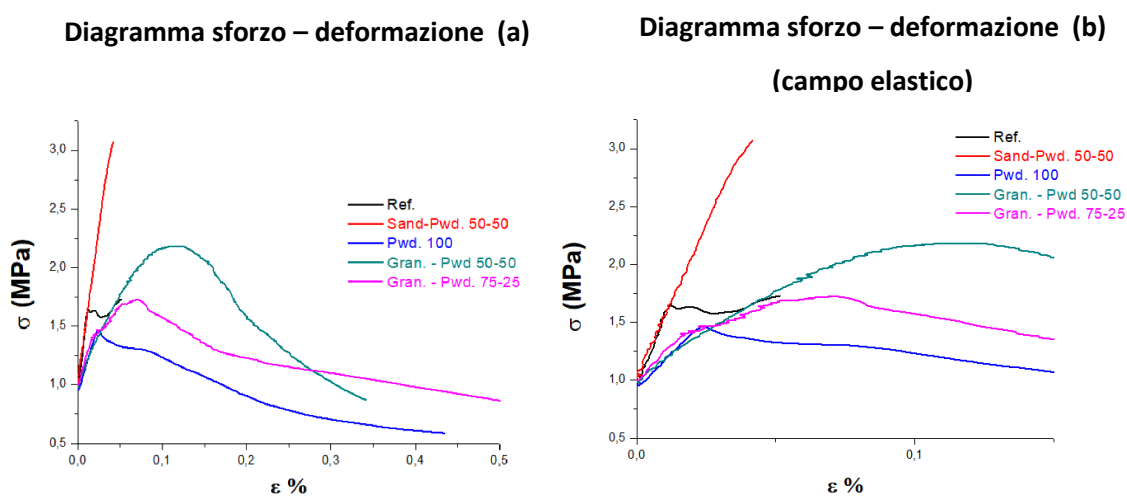 Diagramma sforzo – deformazione (a)
3,0
2,5
2,0
1,5
1,0
0,5
σ (MPa)
Ref.
Sand-Pwd. 50-50
Pwd. 100
Gran. - Pwd 50-50
Gran. - Pwd. 75-25
0,0 0,1 0,2 0,3 0,4 0,5
ε %
Diagramma sforzo – deformazione (b)
(campo elastico)
3,0
2,5
2,0
1,5
1,0
0,5
σ (MPa)
Ref.
Sand-Pwd. 50-50
Pwd. 100
Gran. - Pwd 50-50
Gran. - Pwd. 75-25
0,0 0,1
ε %